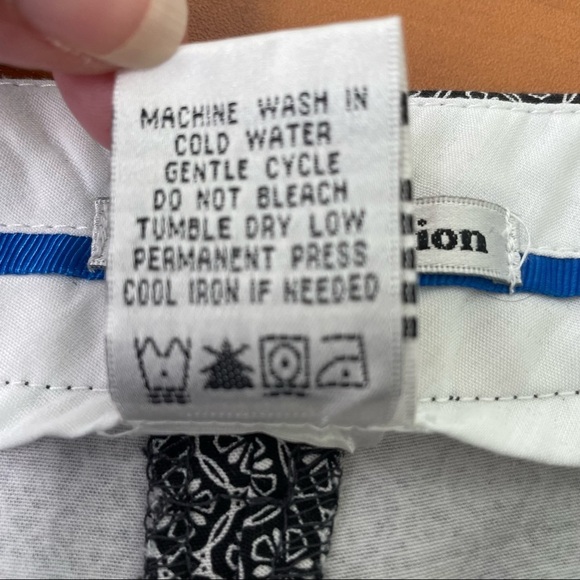 MACHINE WASH IN
COLD WATER
GENTLE CYCLE
DO NOT BLEACH
TUMBLE DRY LOW
PERMANENT PRESS
COOL IRON IF NEEDED